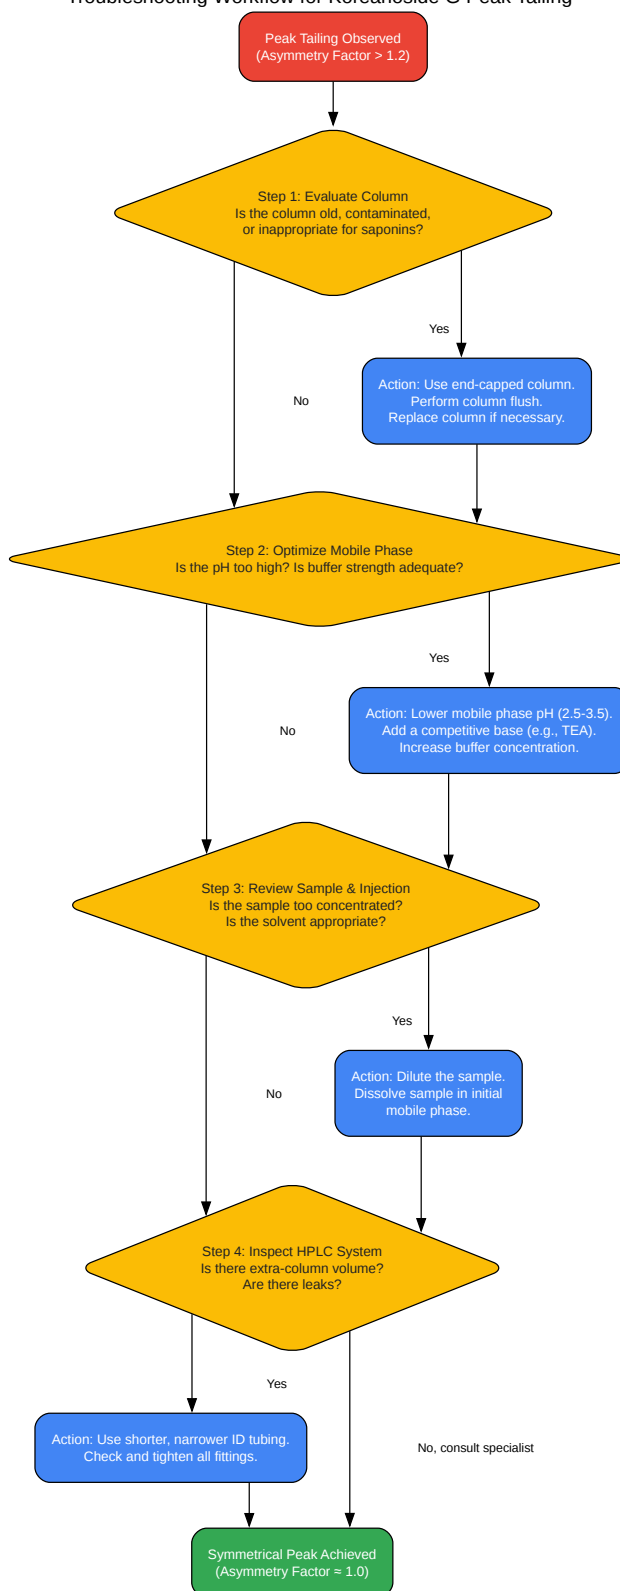 Troubleshooting Workflow for Koreanoside G Peak Tailing
Peak Tailing Observed
(Asymmetry Factor > 1.2)
Step 1: Evaluate Column
Is the column old, contaminated,
or inappropriate for saponins?
Yes
No
Action: Use end-capped column.
Perform column flush.
Replace column if necessary.
Step 2: Optimize Mobile Phase
Is the pH too high? Is buffer strength adequate?
Yes
No
Action: Lower mobile phase pH (2.5-3.5).
Add a competitive base (e.g., TEA).
Increase buffer concentration.
Step 3: Review Sample & Injection
Is the sample too concentrated?
Is the solvent appropriate?
Yes
No
Action: Dilute the sample.
Dissolve sample in initial
mobile phase.
Step 4: Inspect HPLC System
Is there extra-column volume?
Are there leaks?
Yes
No, consult specialist
Action: Use shorter, narrower ID tubing.
Check and tighten all fittings.
Symmetrical Peak Achieved
(Asymmetry Factor ≈ 1.0)